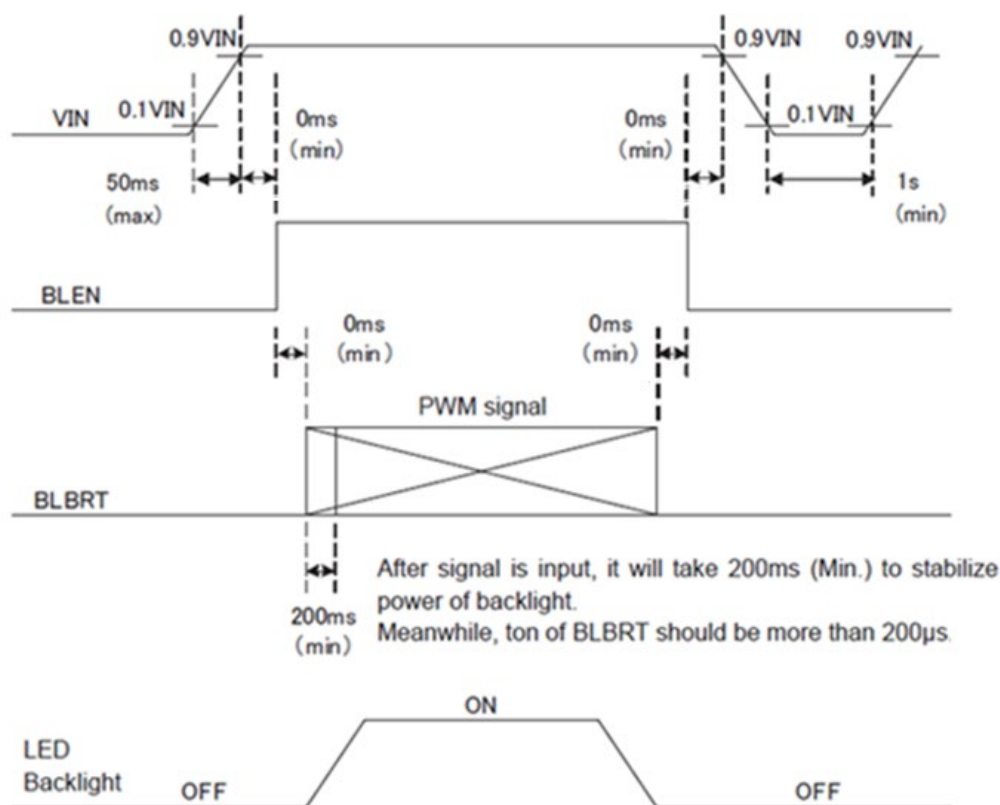 0.9VIN
0.9VIN
0.9VIN
VIN
0.1VIN
0ms
(min)
0ms
(min)
0.1VIN
50ms
(max)
1s
(min)
BLEN
0ms
(min)
0ms
(min)
PWM signal
BLBRT
200ms
(min)
After signal is input, it will take 200ms (Min.) to stabilize
power of backlight.
Meanwhile, ton of BLBRT should be more than 200μs.
ON
LED
Backlight
OFF
OFF